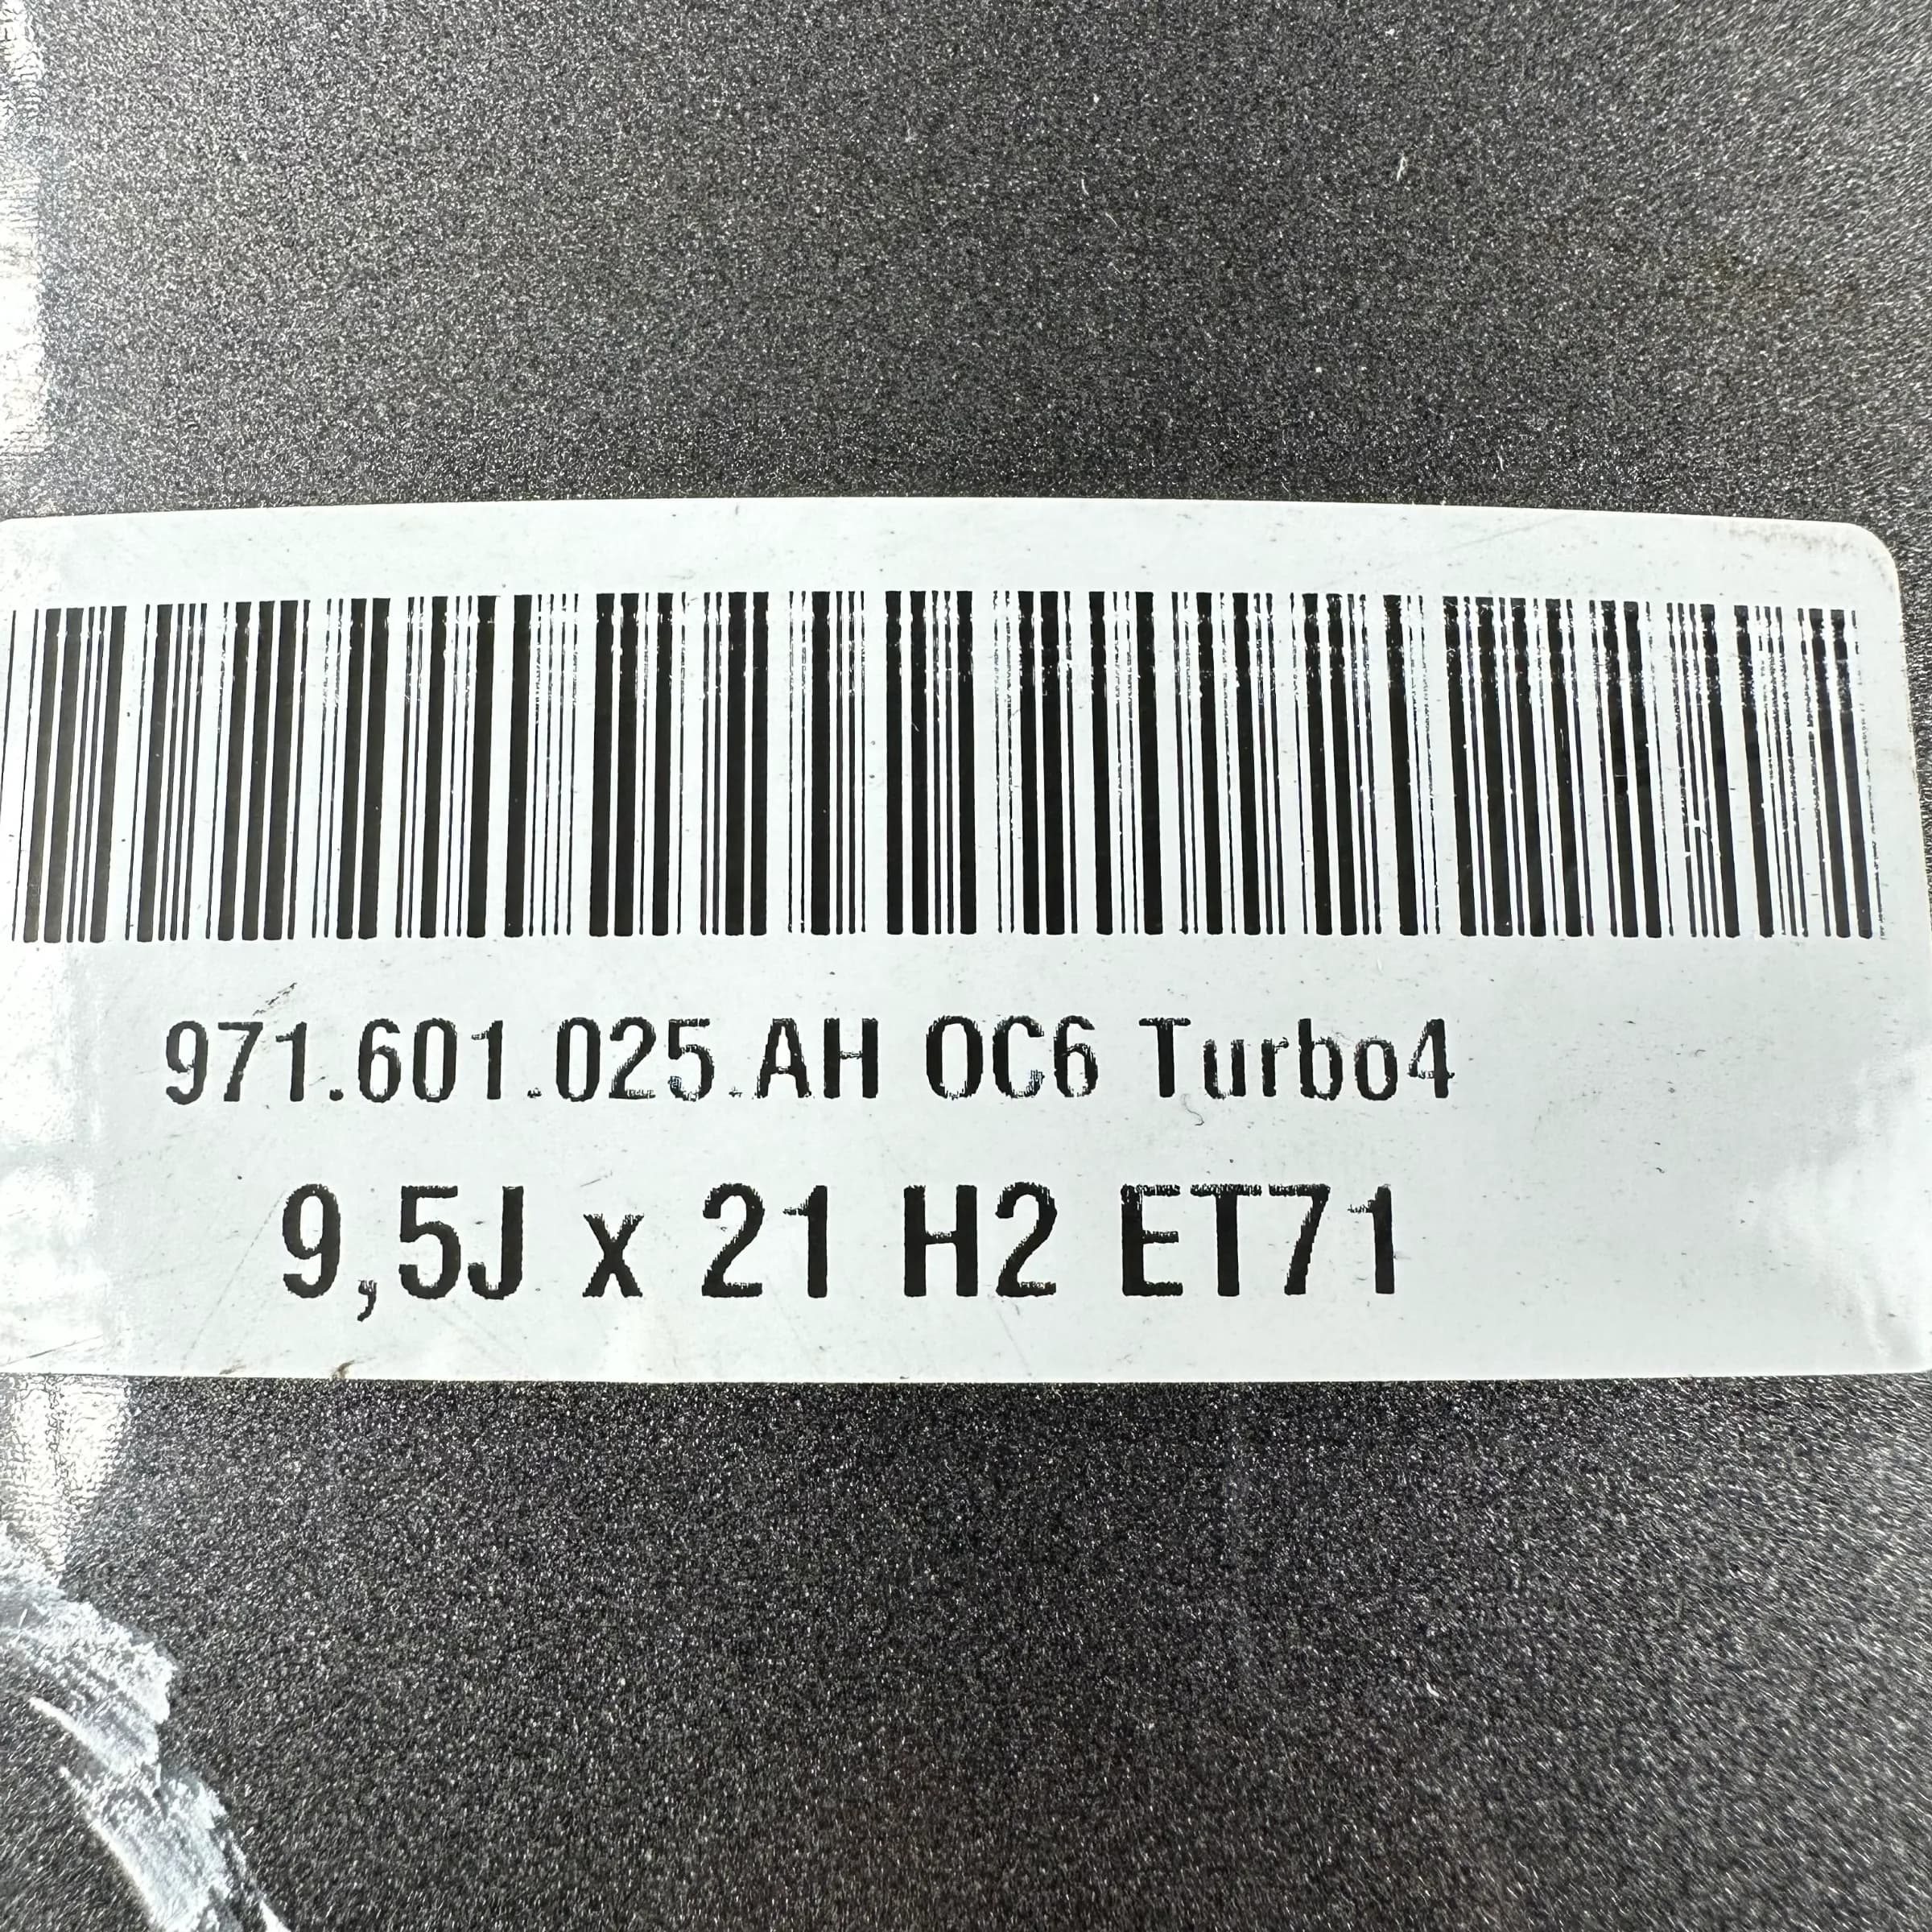 971.601.025.AH OC6 Turbo4
9,5J x 21 H2 ET71